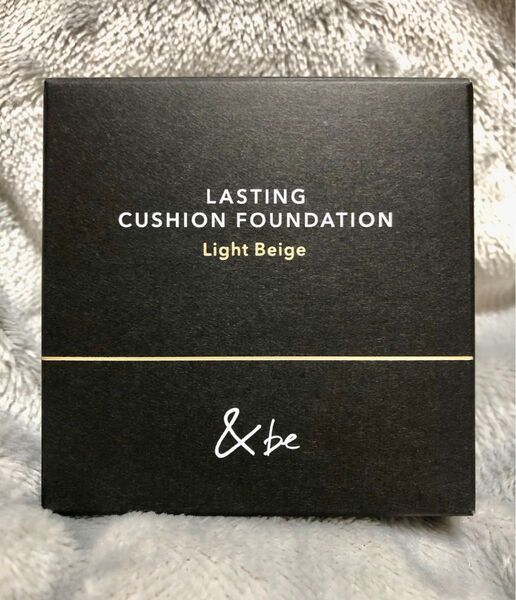 LASTING
CUSHION FOUNDATION
Light Beige
&be